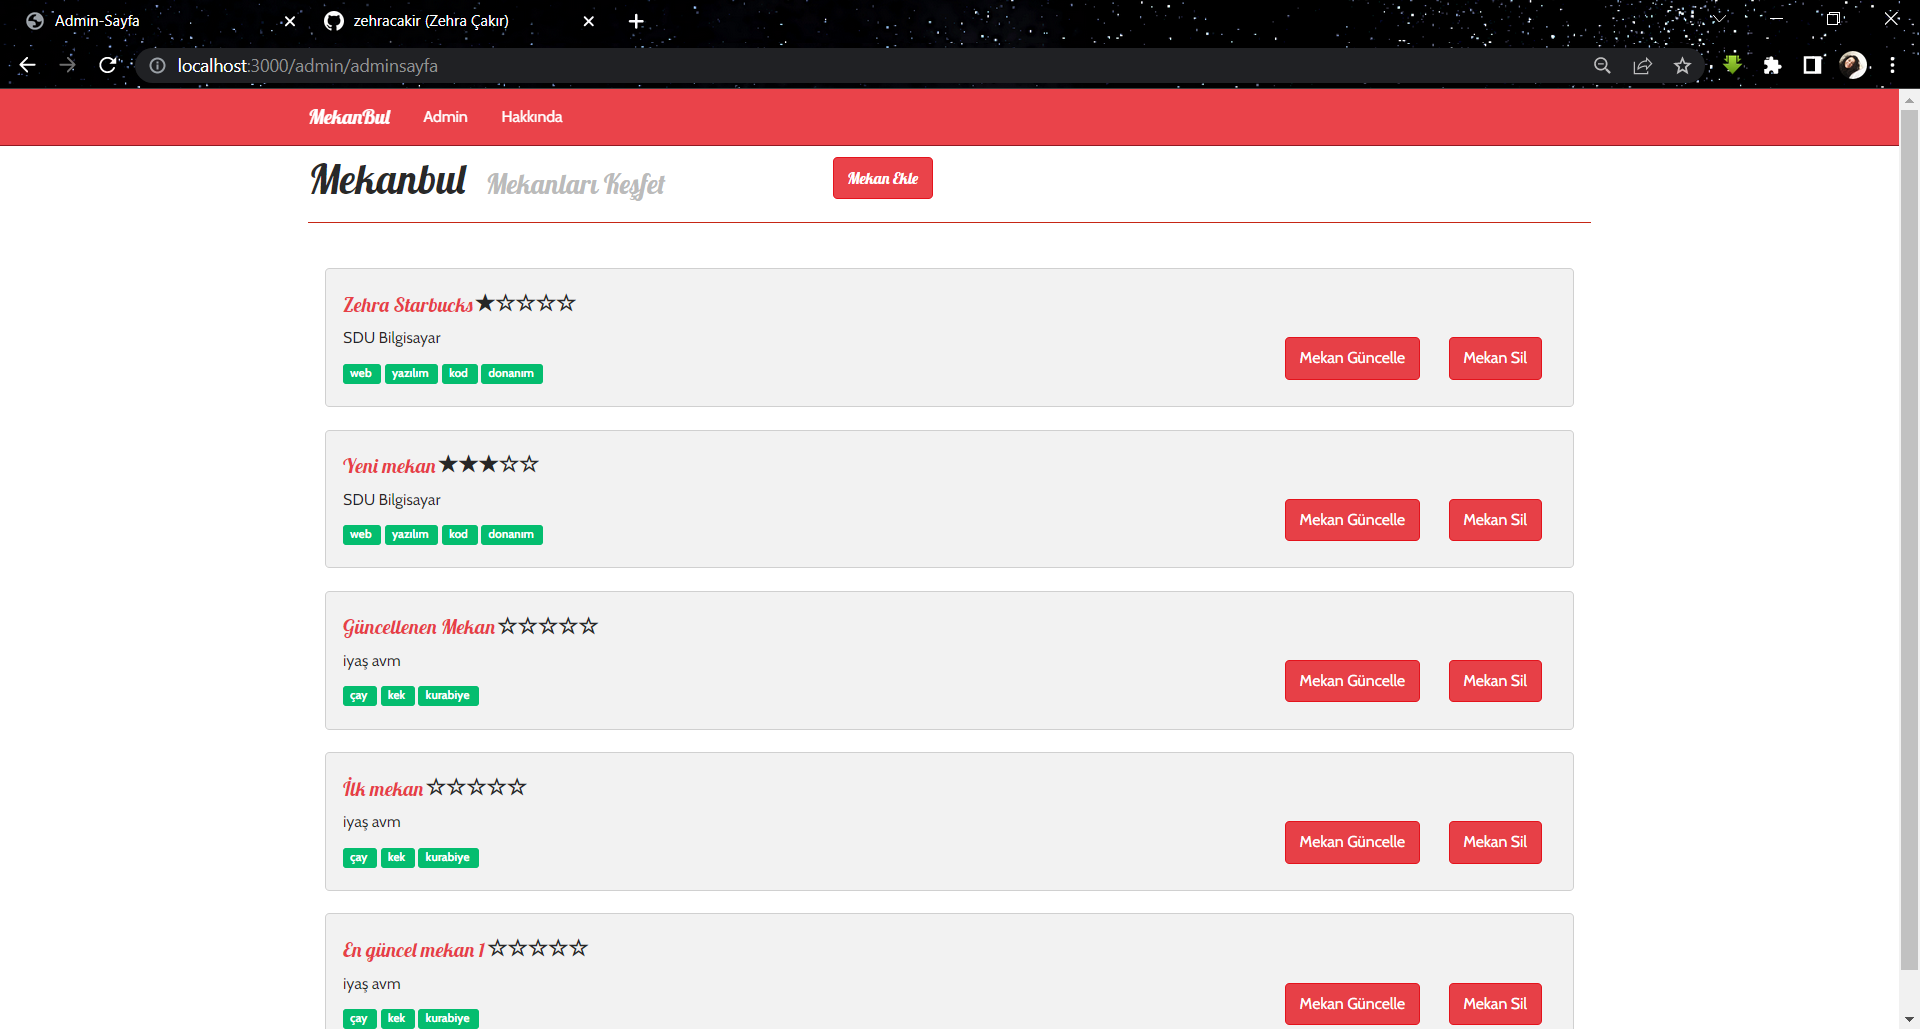 Admin-Sayfa
zehracakir (Zehra Çakır)
localhost:3000/admin/adminsayfa
MekanBul Admin Hakkında
Mekanbul Mekanları Keşfet Mekan Ekle
Zehra Starbucks ★☆☆☆☆
SDU Bilgisayar
Mekan Güncelle Mekan Sil
web yazılım kod donanım
Yeni mekan ★★★☆☆
SDU Bilgisayar
Mekan Güncelle Mekan Sil
web yazılım kod donanım
Güncellenen Mekan ☆☆☆☆☆
iyaş avm
Mekan Güncelle Mekan Sil
çay kek kurabiye
İlk mekan ☆☆☆☆☆
iyaş avm
Mekan Güncelle Mekan Sil
çay kek kurabiye
En güncel mekan 1 ☆☆☆☆☆
iyaş avm
Mekan Güncelle Mekan Sil
çay kek kurabiye